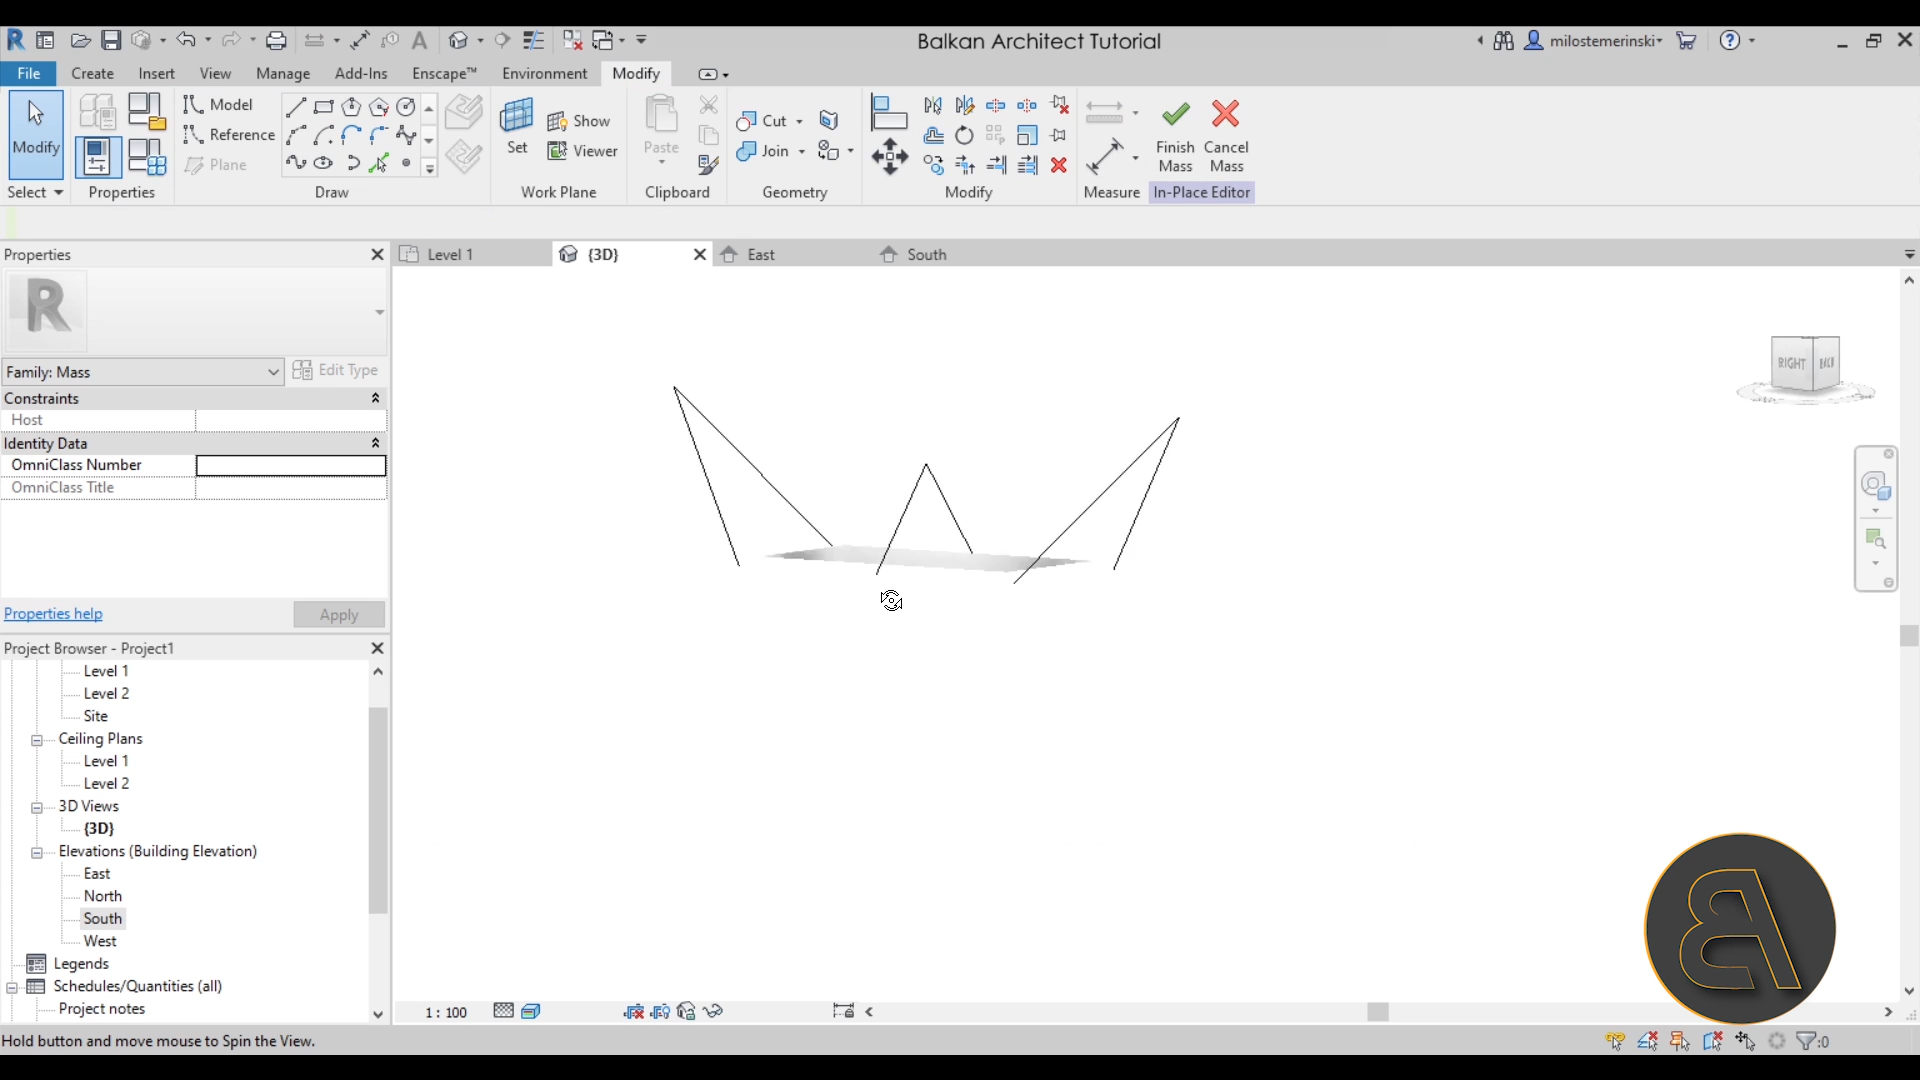 Balkan Architect Tutorial
milostemerinski
File Create Insert View Manage Add-Ins Enscape™ Environment Modify
Modify
Model
Reference
Plane
Set
Show
Viewer
Paste
Cut
Join
Finish Mass
Cancel Mass
Select Properties Draw Work Plane Clipboard Geometry Modify Measure In-Place Editor
Properties
Level 1 {3D} East South
R
Family: Mass
Edit Type
Constraints
Host
Identity Data
OmniClass Number
OmniClass Title
Properties help
Apply
RIGHT BACK
Project Browser - Project1
Level 1
Level 2
Site
Ceiling Plans
Level 1
Level 2
3D Views
{3D}
Elevations (Building Elevation)
East
North
South
West
Legends
Schedules/Quantities (all)
Project notes
1 : 100
Hold button and move mouse to Spin the View.
:0
B